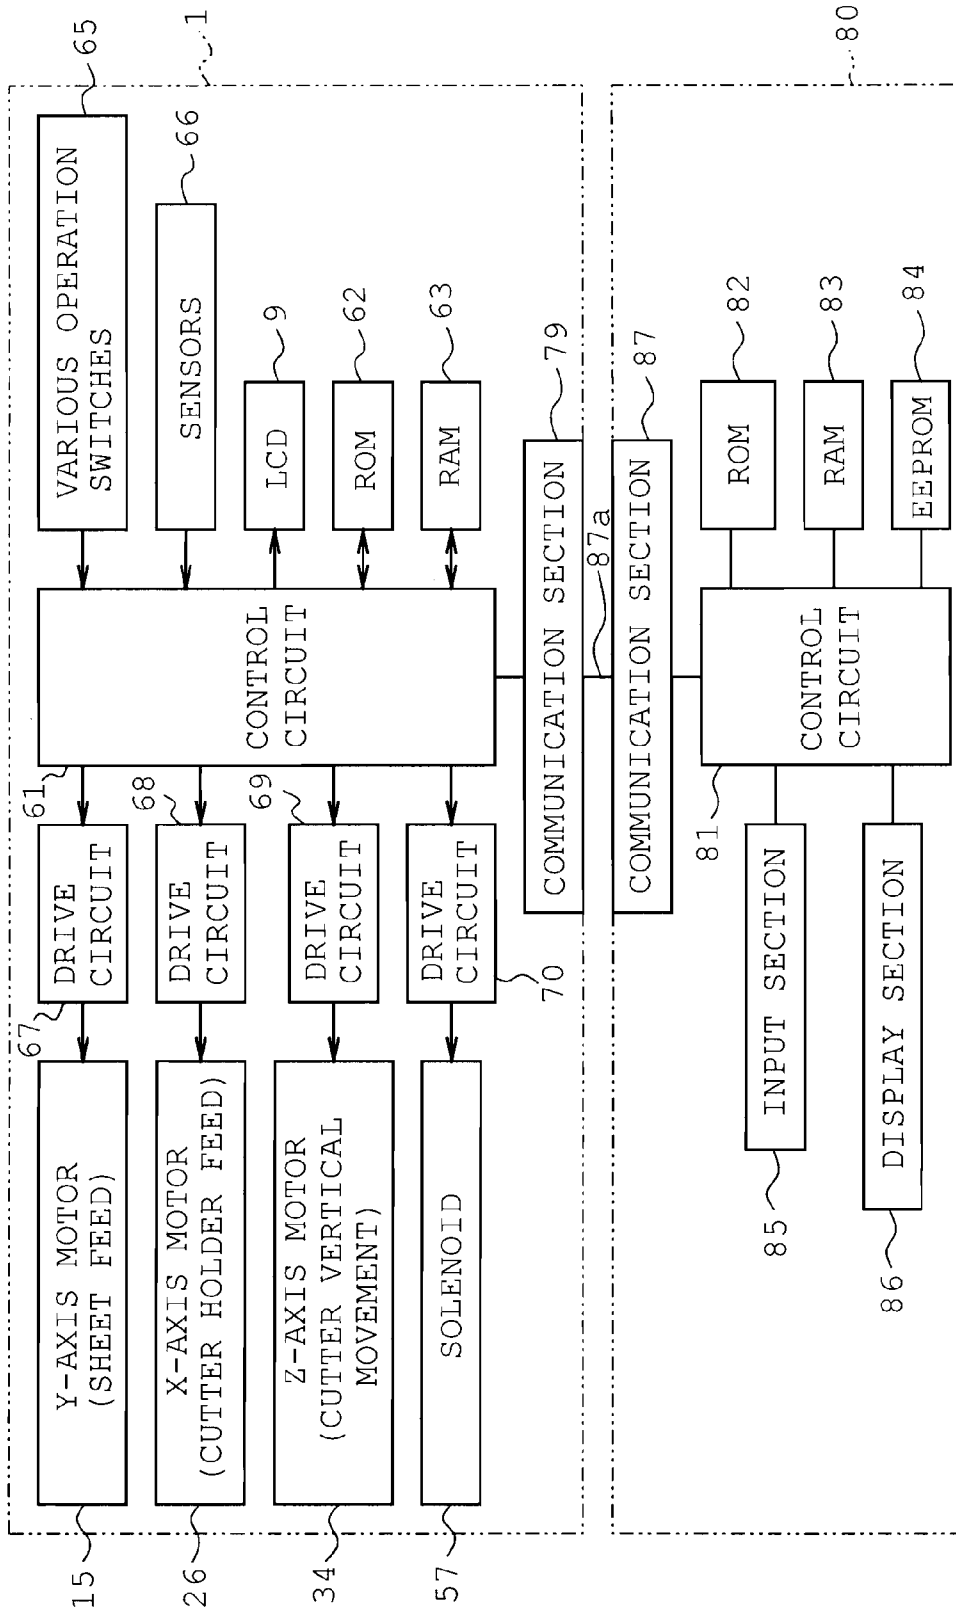 15
Y-AXIS MOTOR
(SHEET FEED)
67
DRIVE
CIRCUIT
61
CONTROL
CIRCUIT
VARIOUS OPERATION
SWITCHES
65
26
X-AXIS MOTOR
(CUTTER HOLDER FEED)
DRIVE
CIRCUIT
68
SENSORS
66
1
34
Z-AXIS MOTOR
(CUTTER VERTICAL
MOVEMENT)
DRIVE
CIRCUIT
69
LCD
9
ROM
62
57
SOLENOID
DRIVE
CIRCUIT
70
RAM
63
COMMUNICATION SECTION
79
87a
COMMUNICATION SECTION
87
80
81
CONTROL
CIRCUIT
85
INPUT SECTION
86
DISPLAY SECTION
ROM
82
RAM
83
EEPROM
84